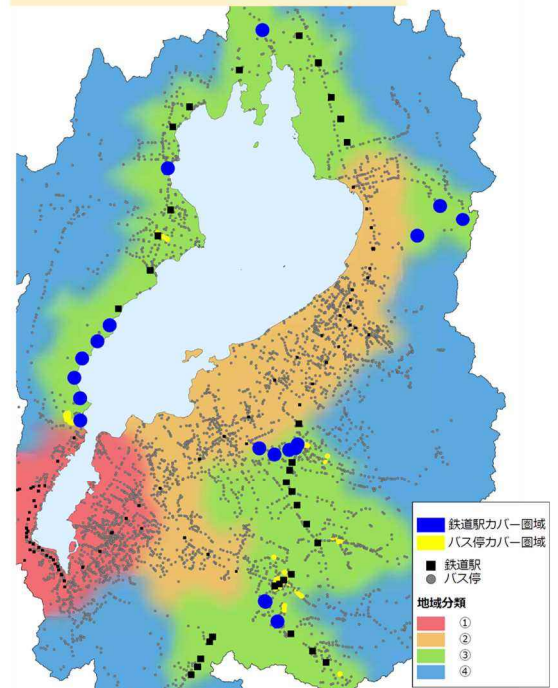 鉄道駅カバー圏域
バス停カバー圏域
鉄道駅
バス停
地域分類
①
②
③
④